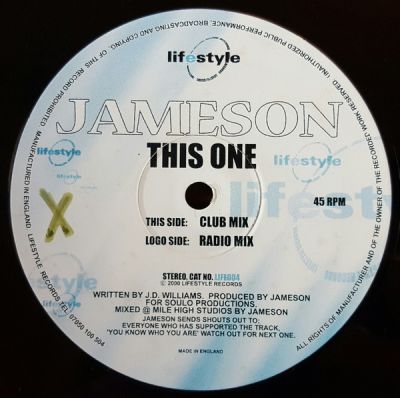 lifestyle
JAMESON
THIS ONE
lifestyle
lifestyle
lifestyle
45 RPM
THIS SIDE: CLUB MIX
LOGO SIDE: RADIO MIX
X
STEREO. CAT NO. LIFE004
© 2000 LIFESTYLE RECORDS
WRITTEN BY J.D. WILLIAMS. PRODUCED BY JAMESON
FOR SOULO PRODUCTIONS.
MIXED @ MILE HIGH STUDIOS BY JAMESON
JAMESON SENDS SHOUTS OUT TO:
EVERYONE WHO HAS SUPPORTED THE TRACK,
'YOU KNOW WHO YOU ARE' WATCH OUT FOR NEXT ONE.
MADE IN ENGLAND
ALL RIGHTS OF MANUFACTURER AND OF THE OWNER OF THE RECORDED WORK RESERVED. UNAUTHORIZED PUBLIC PERFORMANCE, BROADCASTING AND COPYING, OF THIS RECORD PROHIBITED. MANUFACTURED IN ENGLAND
LIFESTYLE RECORDS TEL. 07050 100 504